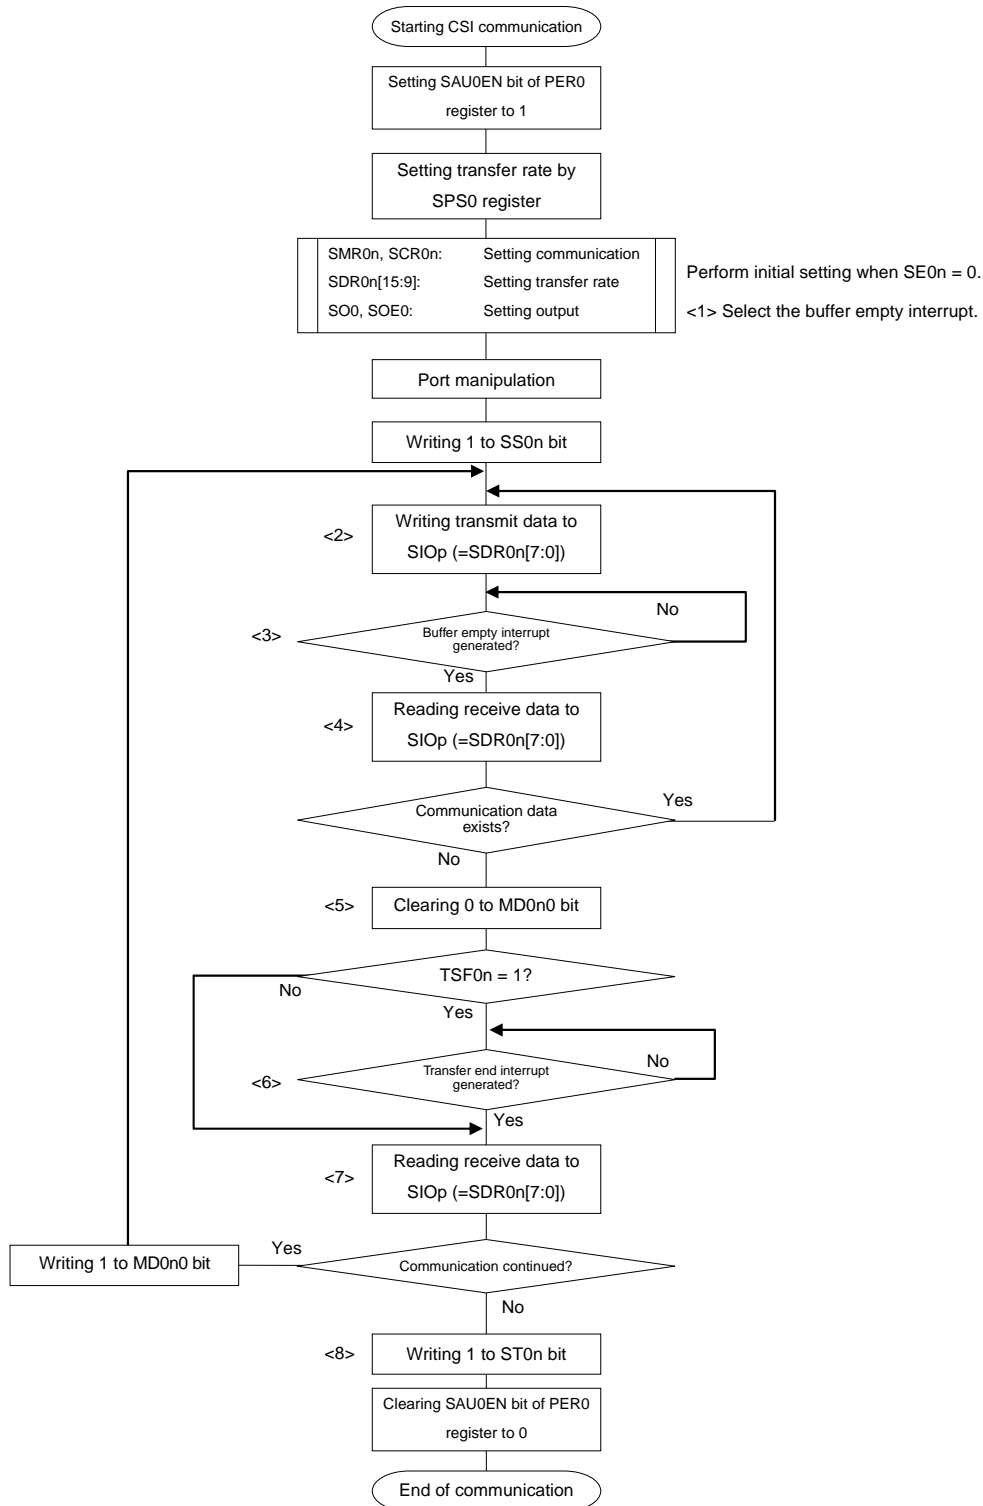 Starting CSI communication
Setting SAU0EN bit of PER0
register to 1
Setting transfer rate by
SPS0 register
SMR0n, SCR0n: Setting communication
SDR0n[15:9]: Setting transfer rate
SO0, SOE0: Setting output
Perform initial setting when SE0n = 0.
<1> Select the buffer empty interrupt.
Port manipulation
Writing 1 to SS0n bit
<2>
Writing transmit data to
SIOp (=SDR0n[7:0])
No
<3>
Buffer empty interrupt
generated?
Yes
<4>
Reading receive data to
SIOp (=SDR0n[7:0])
Communication data
exists?
Yes
No
<5>
Clearing 0 to MD0n0 bit
TSF0n = 1?
No
Yes
No
<6>
Transfer end interrupt
generated?
Yes
<7>
Reading receive data to
SIOp (=SDR0n[7:0])
Writing 1 to MD0n0 bit
Yes
Communication continued?
No
<8>
Writing 1 to ST0n bit
Clearing SAU0EN bit of PER0
register to 0
End of communication